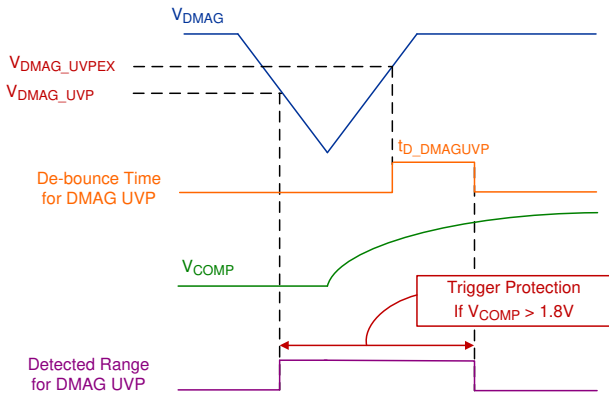 VDMAG
VDMAG_UVPEX
VDMAG_UVP
tD_DMAGUVP
De-bounce Time
for DMAG UVP
VCOMP
Trigger Protection
If VCOMP > 1.8V
Detected Range
for DMAG UVP